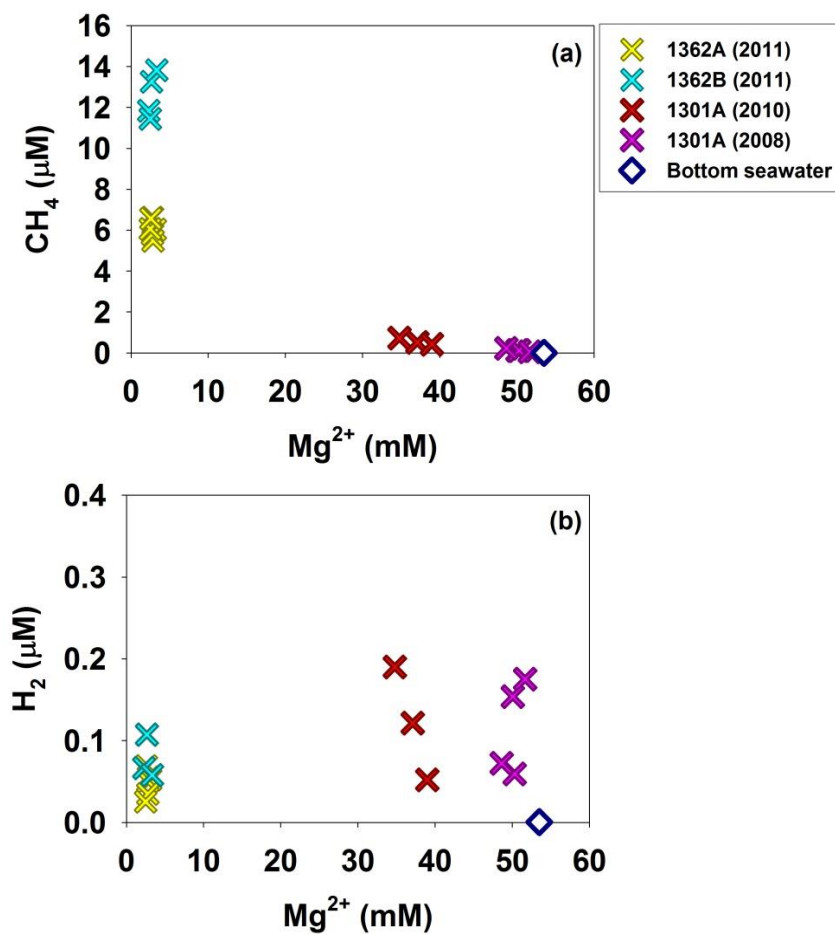 16
14
12
10
8
6
4
2
0
CH₄ (μM)
(a)
0 10 20 30 40 50 60
Mg²⁺ (mM)
1362A (2011)
1362B (2011)
1301A (2010)
1301A (2008)
Bottom seawater
0.4
0.3
0.2
0.1
0.0
H₂ (μM)
(b)
0 10 20 30 40 50 60
Mg²⁺ (mM)